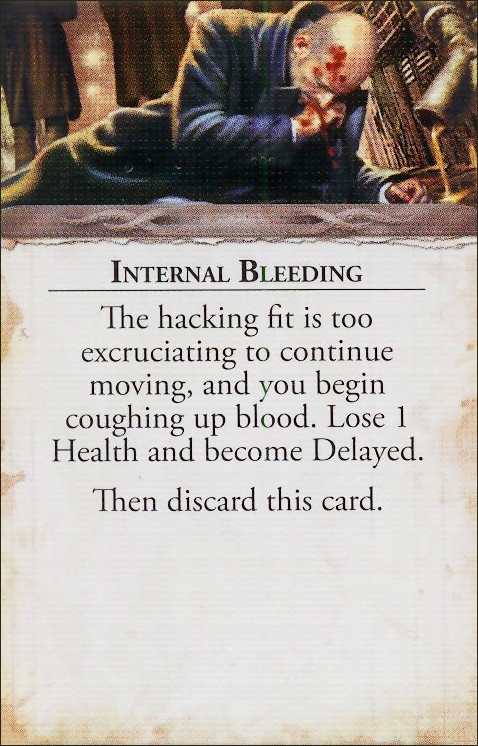 Internal Bleeding
The hacking fit is too
excruciating to continue
moving, and you begin
coughing up blood. Lose 1
Health and become Delayed.
Then discard this card.